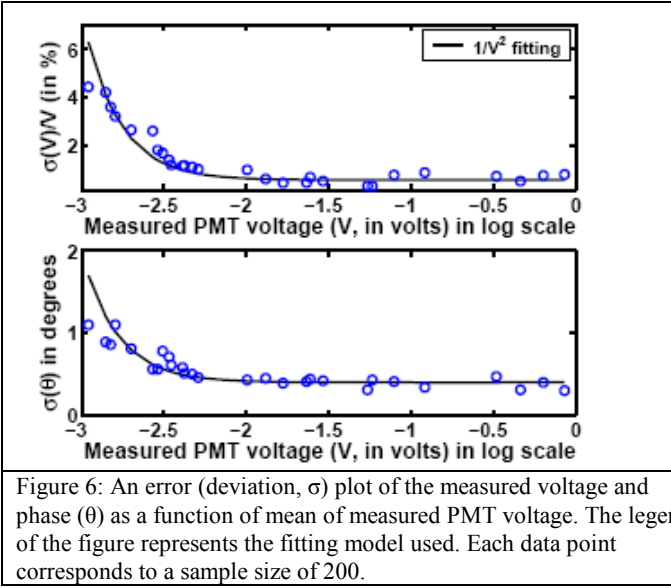 σ(V)/V (in %)
6
4
2
1/V² fitting
−3 −2.5 −2 −1.5 −1 −0.5 0
Measured PMT voltage (V, in volts) in log scale
σ(θ) in degrees
2
1
0
−3 −2.5 −2 −1.5 −1 −0.5 0
Measured PMT voltage (V, in volts) in log scale
Figure 6: An error (deviation, σ) plot of the measured voltage and
phase (θ) as a function of mean of measured PMT voltage. The
of the figure represents the fitting model used. Each data point
corresponds to a sample size of 200.